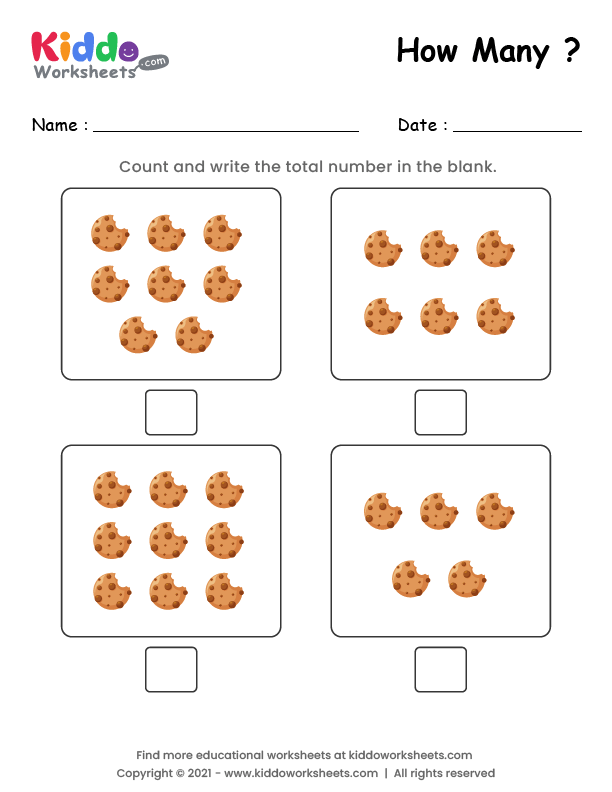 Kiddo
Worksheets
.com
How Many ?
Name :
Date :
Count and write the total number in the blank.
Find more educational worksheets at kiddoworksheets.com
Copyright © 2021 - www.kiddoworksheets.com | All rights reserved